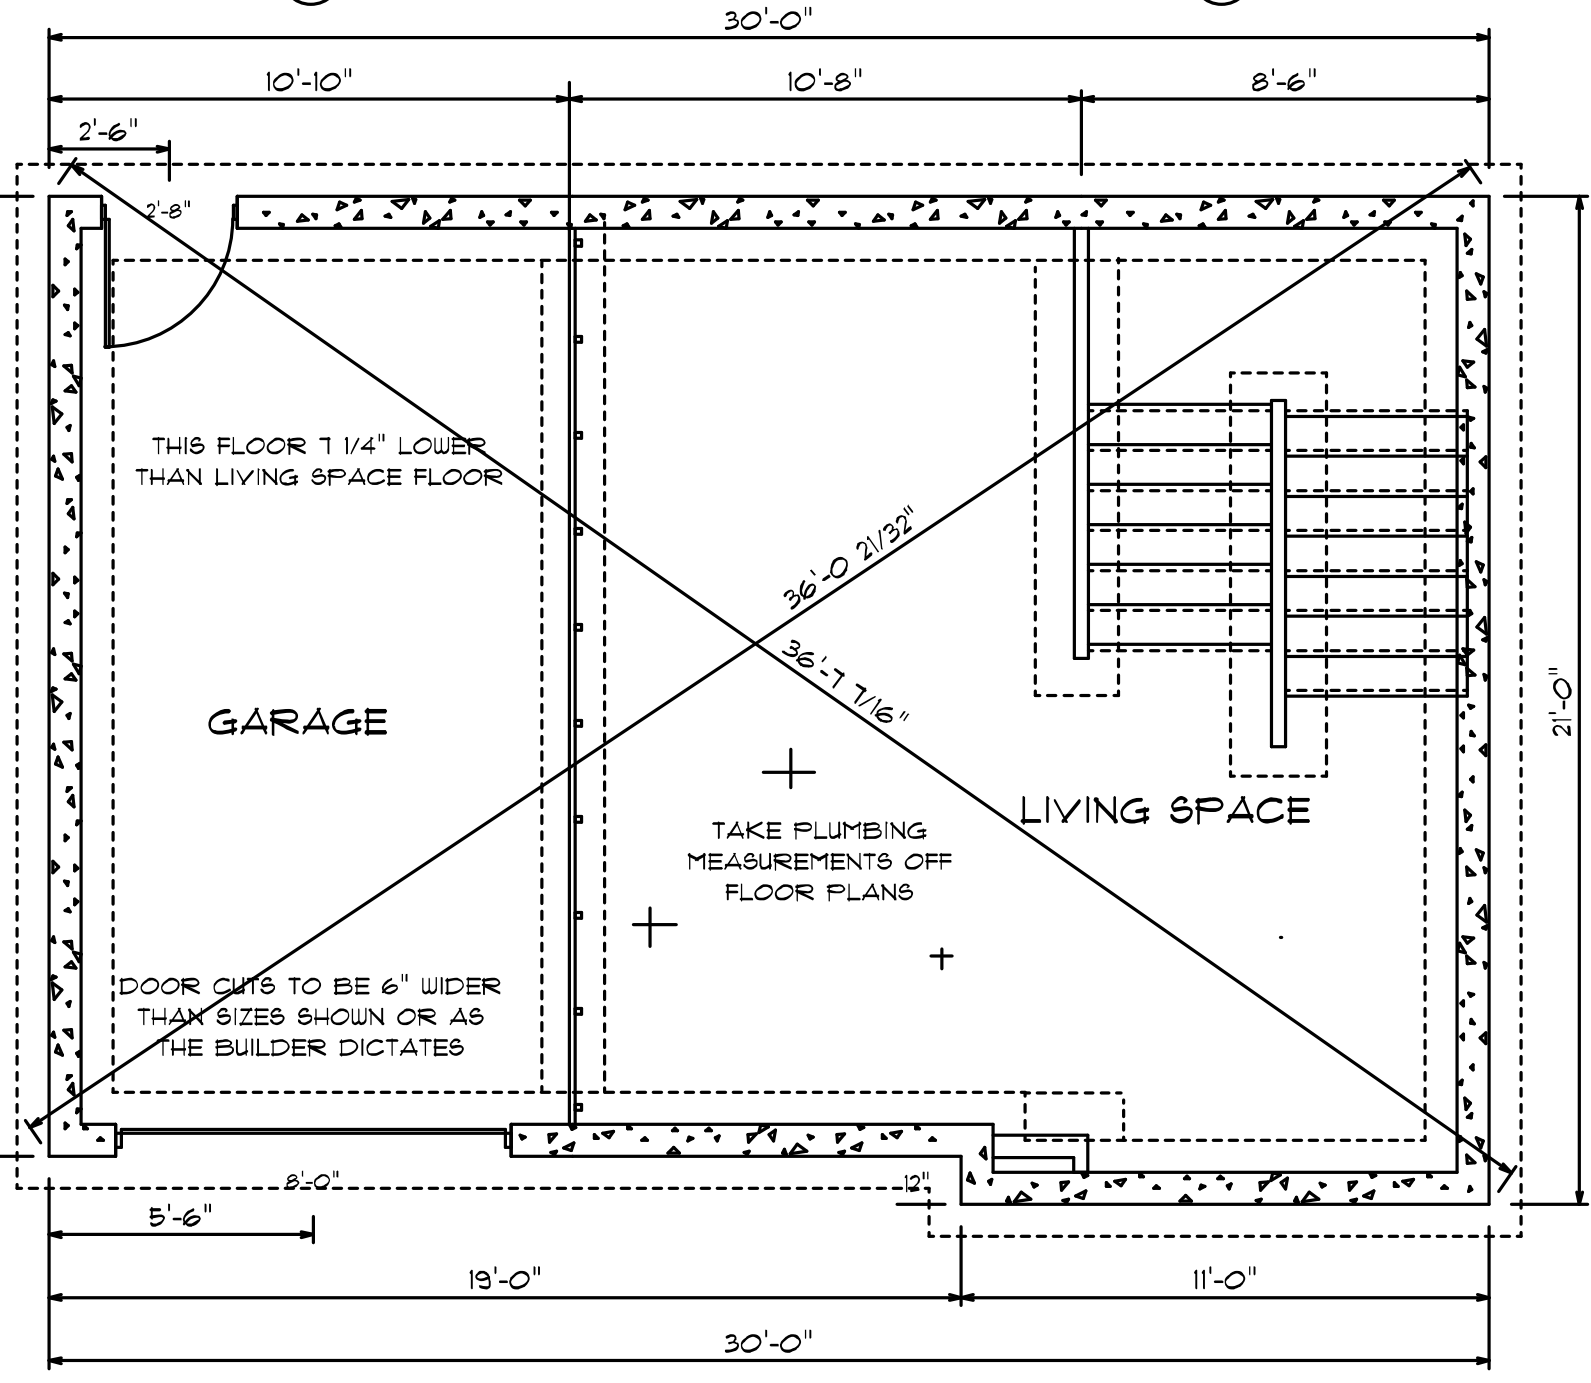 30'-0"
10'-10"
10'-8"
8'-6"
2'-6"
2'-8"
THIS FLOOR 7 1/4" LOWER
THAN LIVING SPACE FLOOR
36'-0 21/32"
36'-7 7/16"
21'-0"
GARAGE
LIVING SPACE
TAKE PLUMBING
MEASUREMENTS OFF
FLOOR PLANS
DOOR CUTS TO BE 6" WIDER
THAN SIZES SHOWN OR AS
THE BUILDER DICTATES
8'-0"
12"
5'-6"
19'-0"
11'-0"
30'-0"